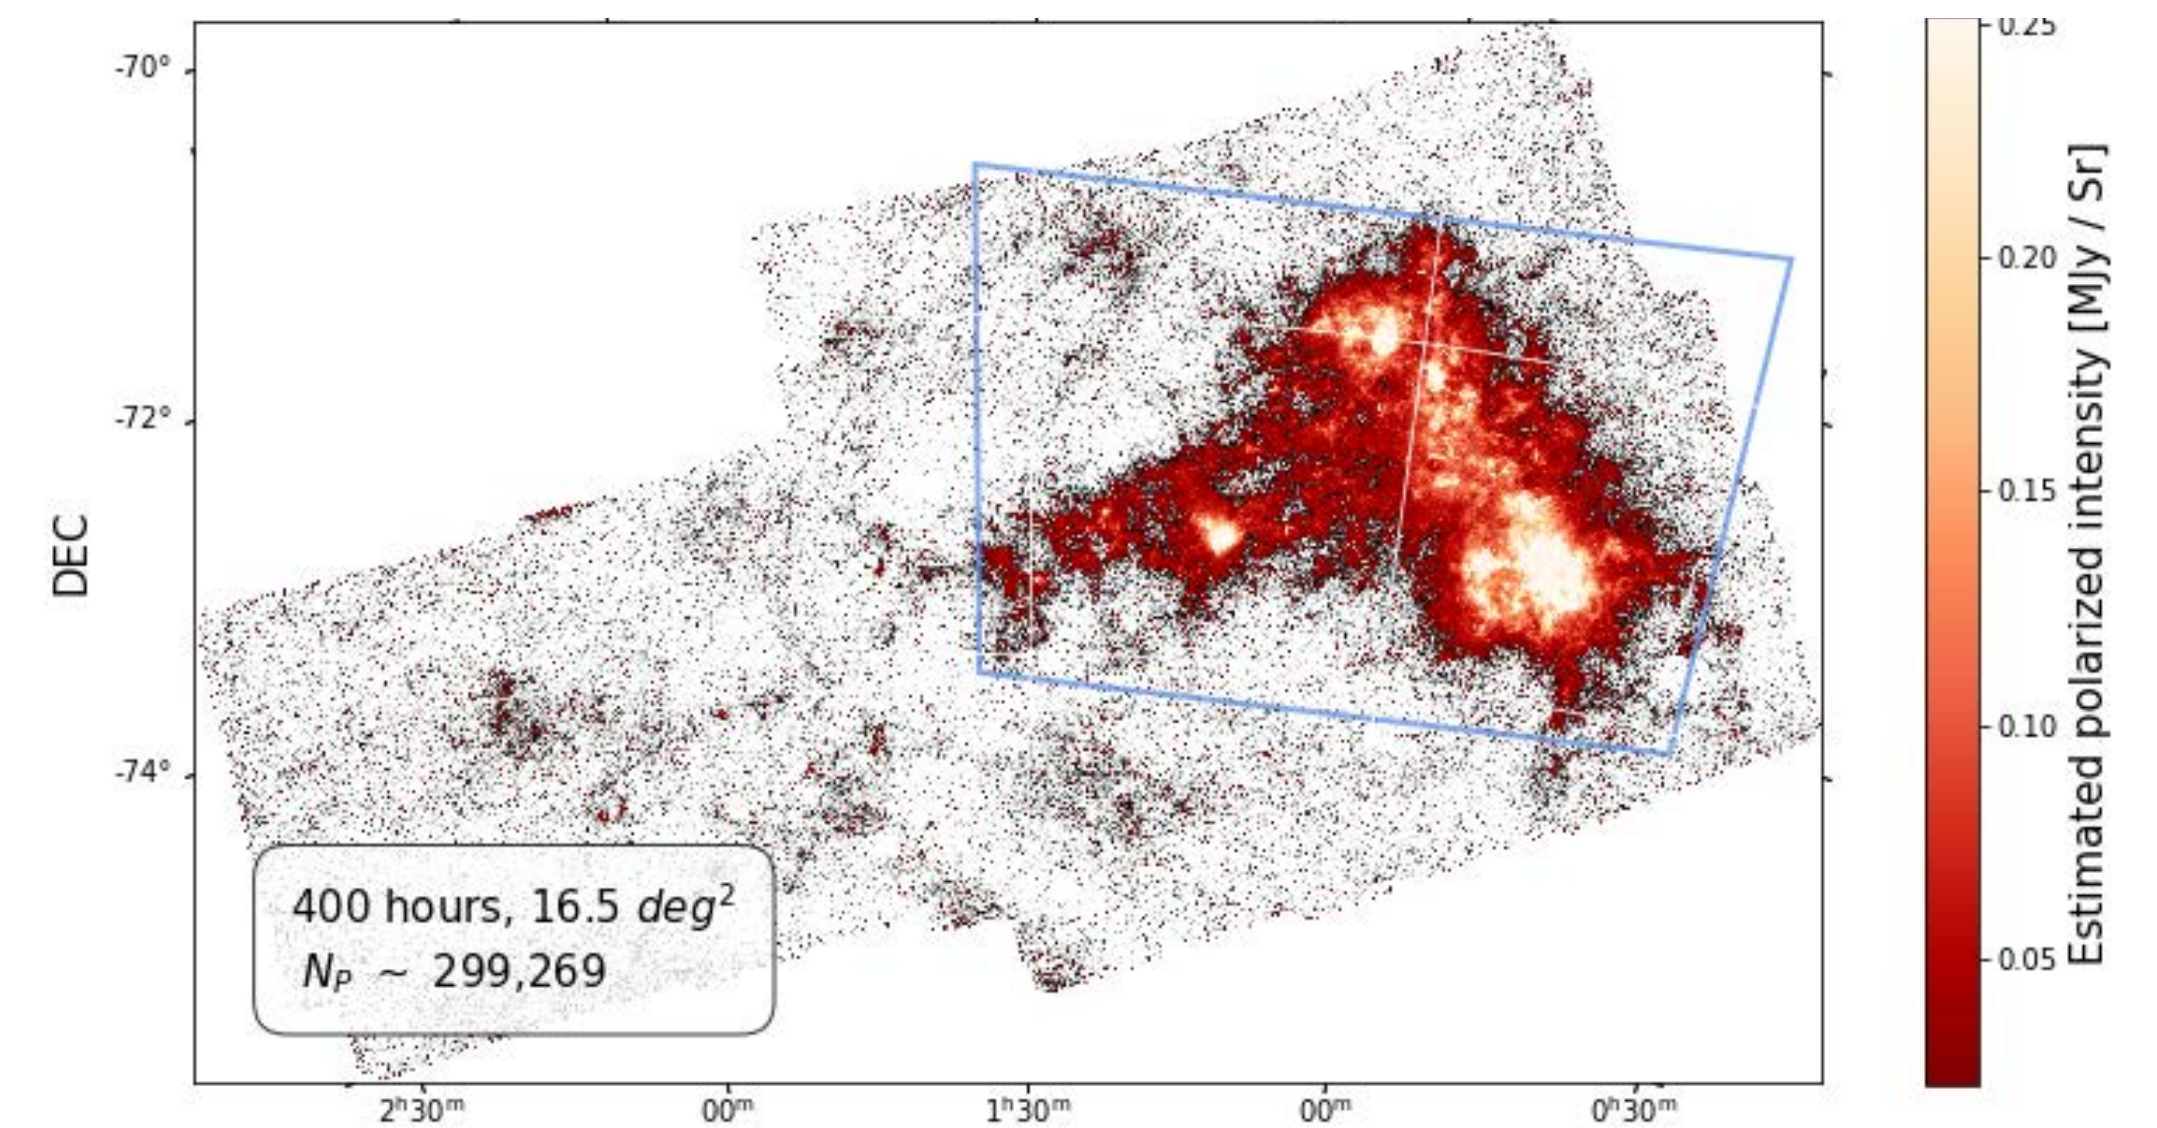 -70°
-72°
-74°
DEC
400 hours, 16.5 deg²
N_P ~ 299,269
2ʰ30ᵐ
00ᵐ
1ʰ30ᵐ
00ᵐ
0ʰ30ᵐ
0.25
0.20
0.15
0.10
0.05
Estimated polarized intensity [MJy / Sr]